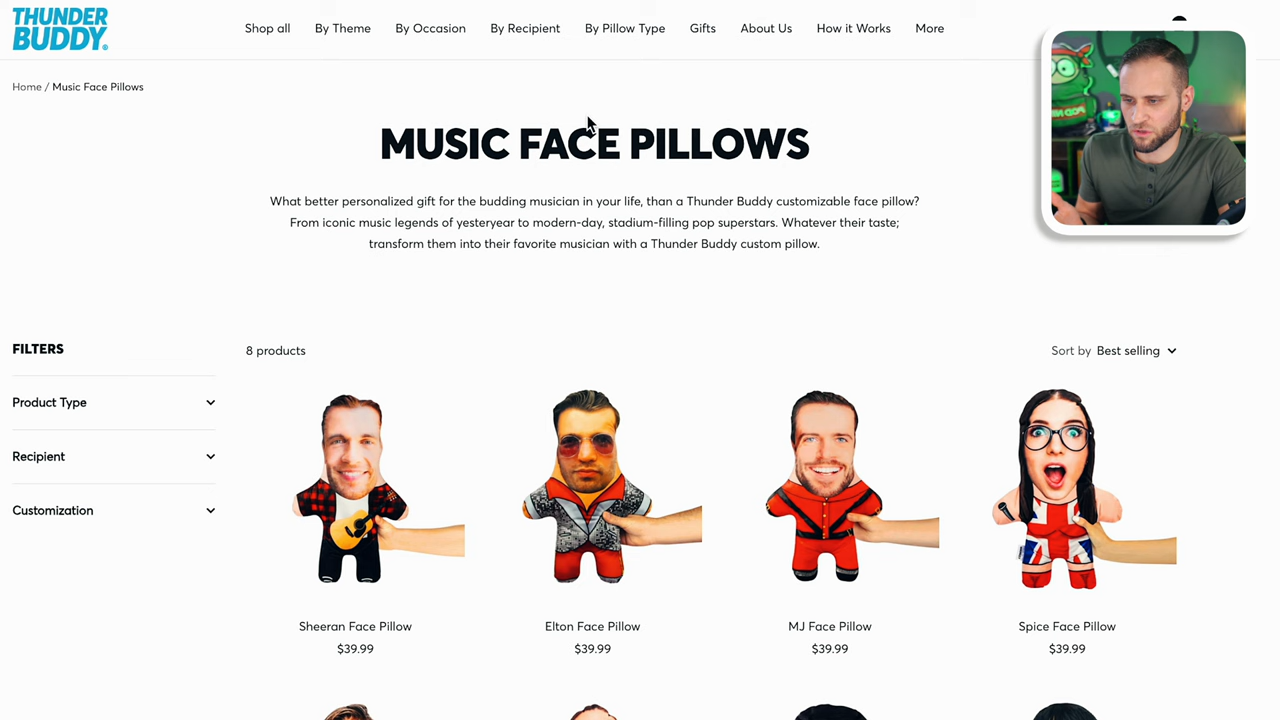 THUNDER
BUDDY®
Shop all
By Theme
By Occasion
By Recipient
By Pillow Type
Gifts
About Us
How it Works
More
Home / Music Face Pillows
MUSIC FACE PILLOWS
What better personalized gift for the budding musician in your life, than a Thunder Buddy customizable face pillow?
From iconic music legends of yesteryear to modern-day, stadium-filling pop superstars. Whatever their taste;
transform them into their favorite musician with a Thunder Buddy custom pillow.
FILTERS
8 products
Sort by Best selling
Product Type
Recipient
Customization
Sheeran Face Pillow
$39.99
Elton Face Pillow
$39.99
MJ Face Pillow
$39.99
Spice Face Pillow
$39.99